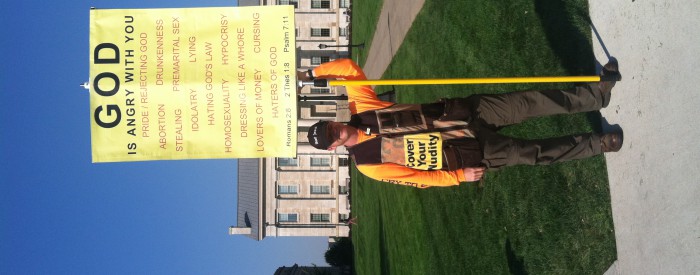 GOD
IS ANGRY WITH YOU
PRIDE / REJECTING GOD
ABORTION DRUNKENNESS
STEALING PREMARITAL SEX
IDOLATRY LYING
HATING GOD'S LAW
HOMOSEXUALITY HYPOCRISY
DRESSING LIKE A WHORE
LOVERS OF MONEY CURSING
HATERS OF GOD
Romans 2:6 2 Thes 1:8 Psalm 7:11
Cover
Your
Nudity